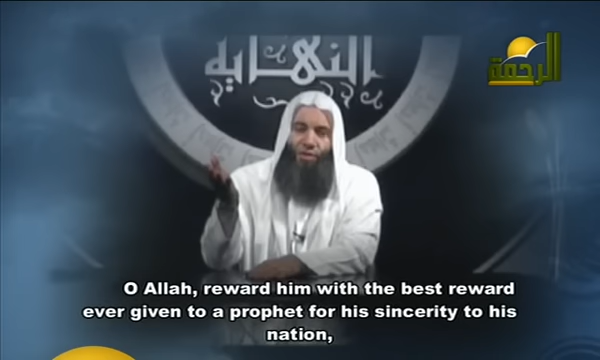 النهاية
الرحمة
O Allah, reward him with the best reward
ever given to a prophet for his sincerity to his
nation,